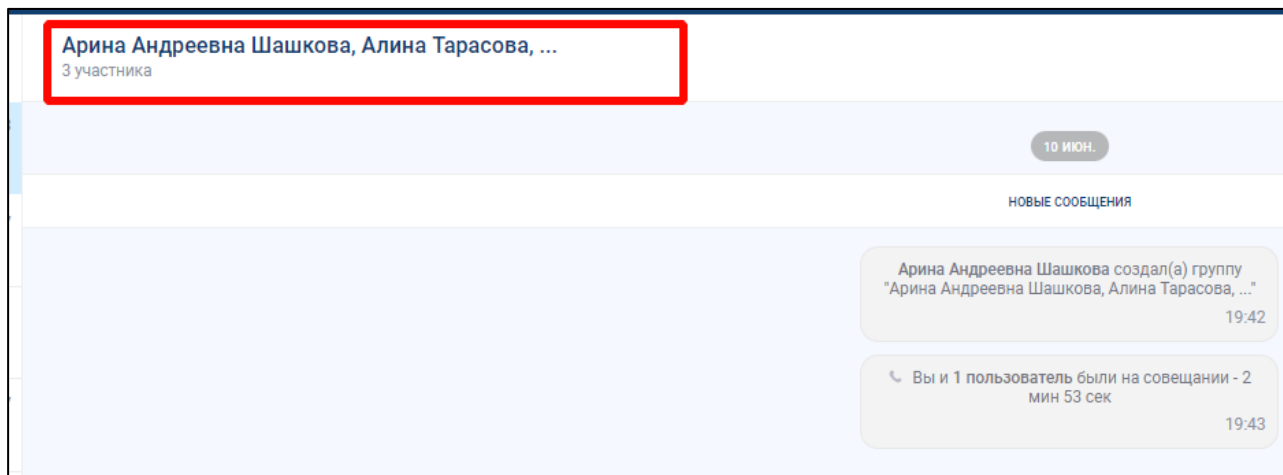 Арина Андреевна Шашкова, Алина Тарасова, ...
3 участника
10 ИЮН.
НОВЫЕ СООБЩЕНИЯ
Арина Андреевна Шашкова создал(а) группу
"Арина Андреевна Шашкова, Алина Тарасова, ..."
19:42
Вы и 1 пользователь были на совещании - 2
мин 53 сек
19:43